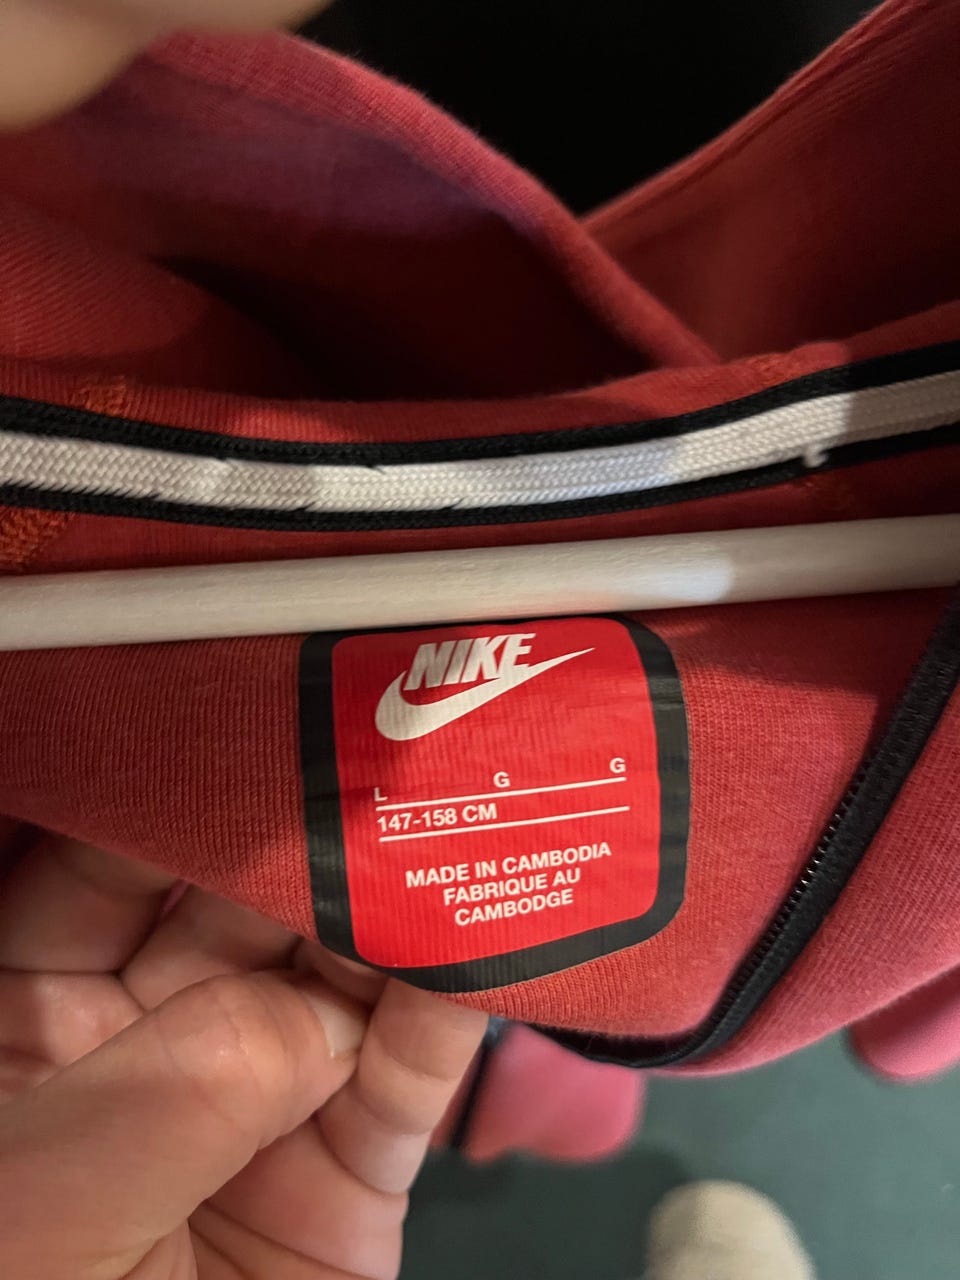 NIKE
L G G
147-158 CM
MADE IN CAMBODIA
FABRIQUE AU
CAMBODGE